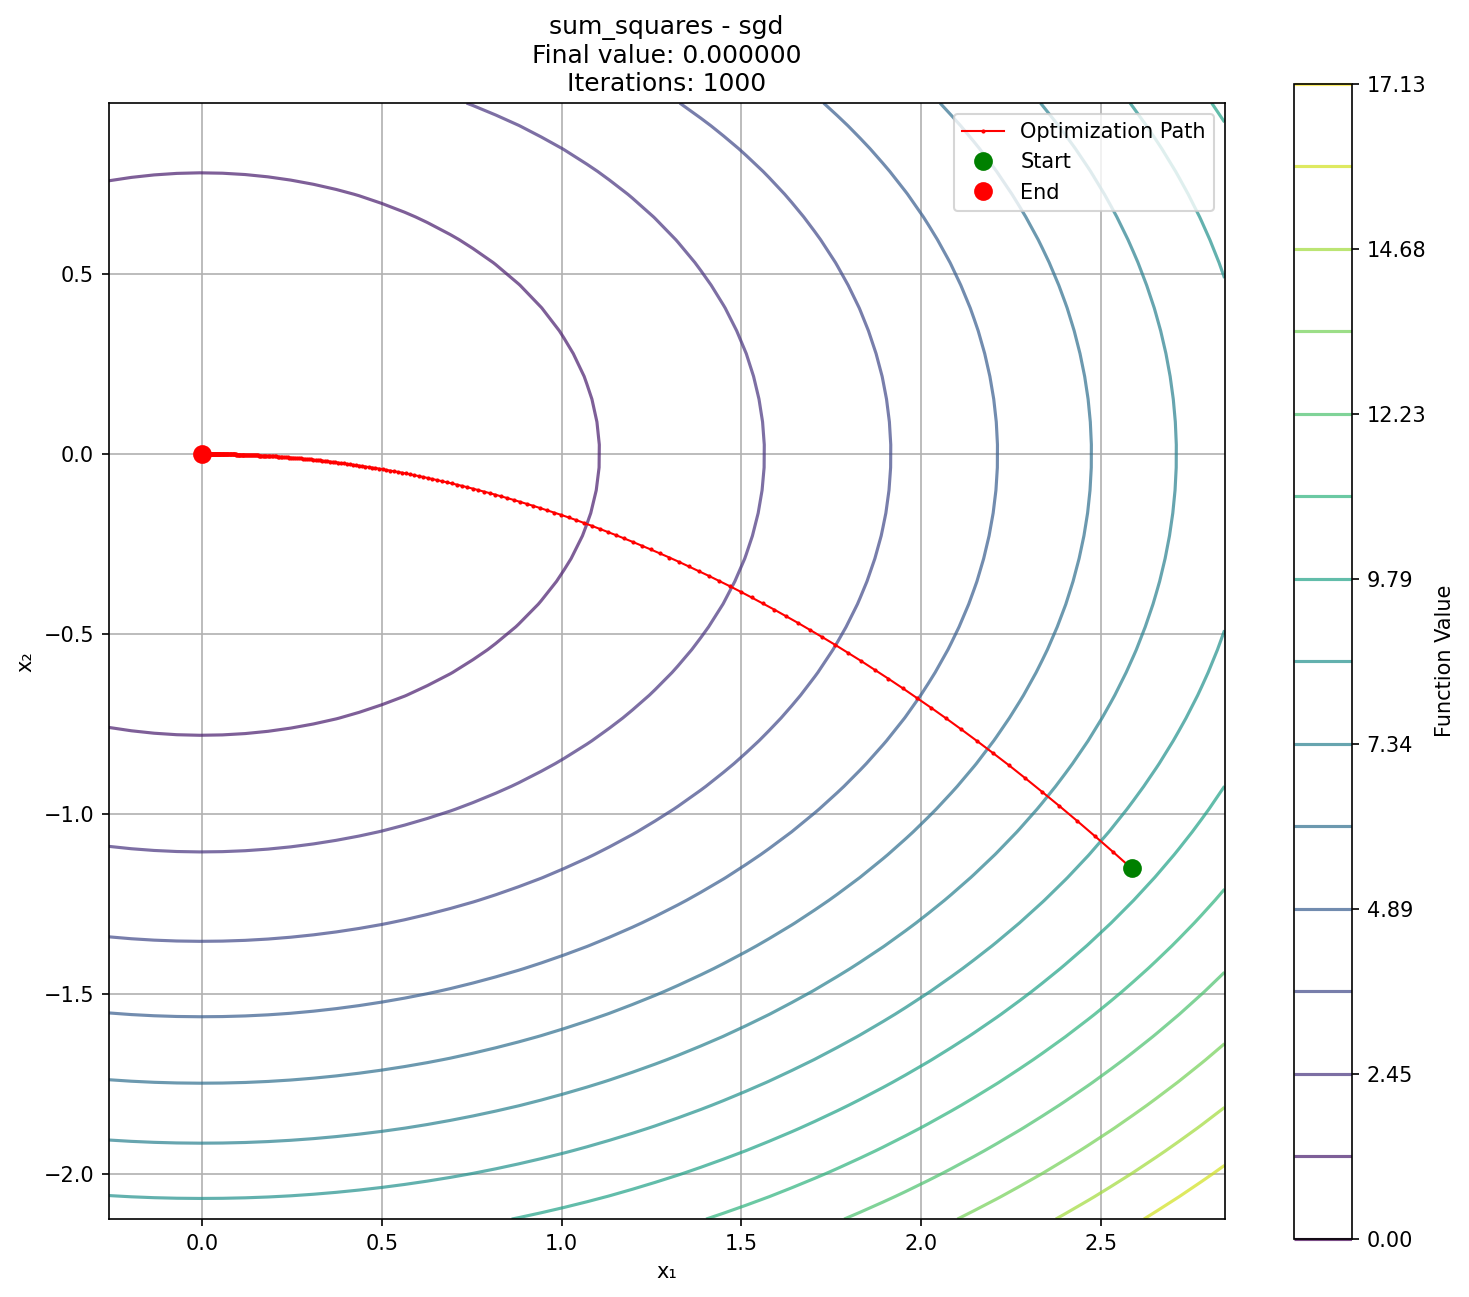 sum_squares - sgd
Final value: 0.000000
Iterations: 1000
Optimization Path
Start
End
0.5
0.0
−0.5
−1.0
−1.5
−2.0
x₂
0.0
0.5
1.0
1.5
2.0
2.5
x₁
17.13
14.68
12.23
9.79
7.34
4.89
2.45
0.00
Function Value